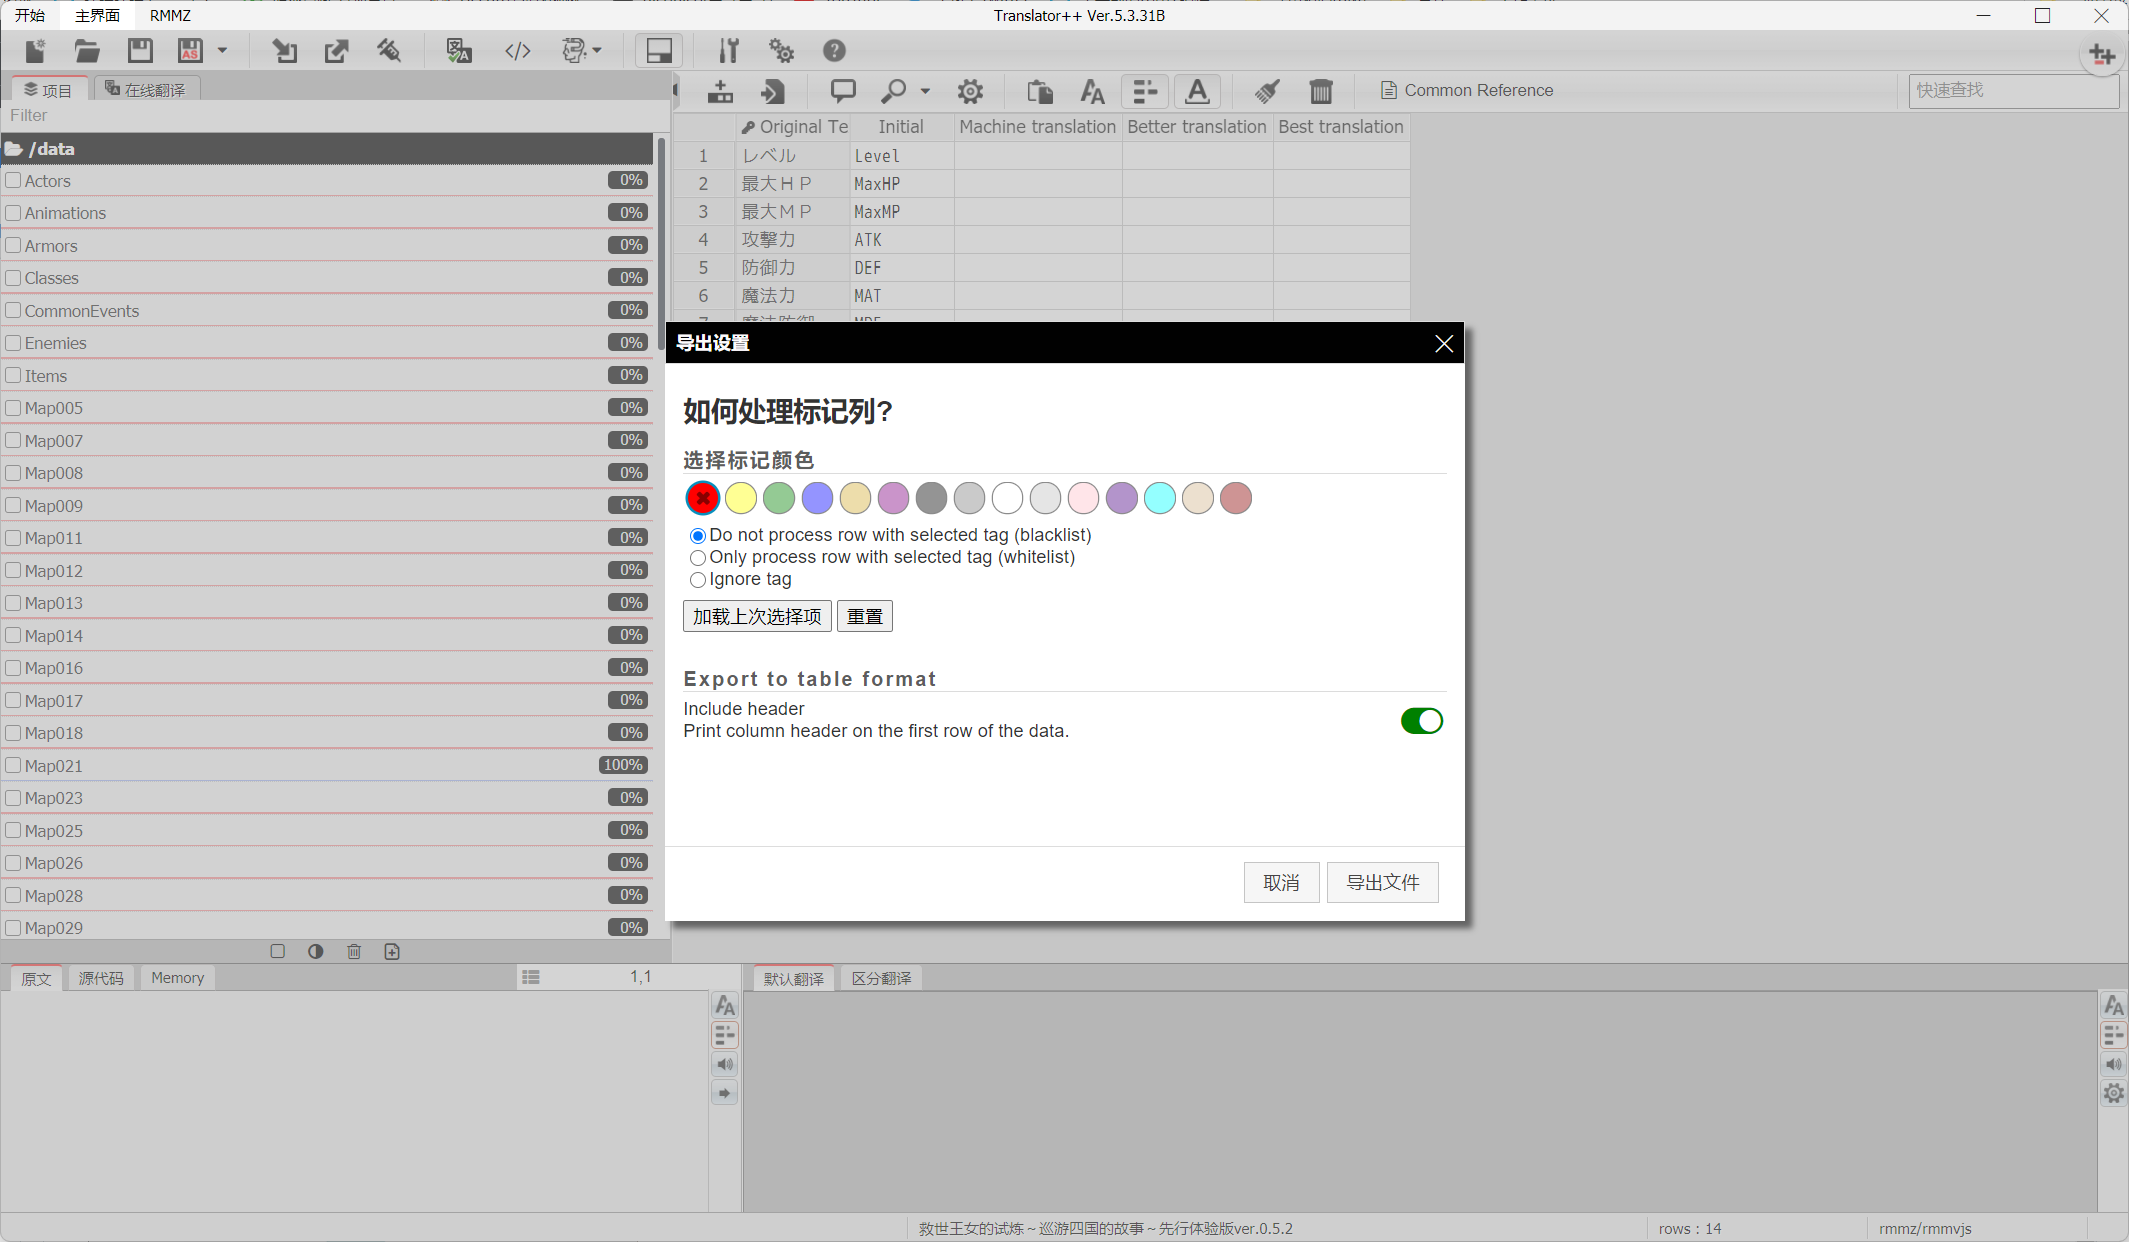 开始 主界面 RMMZ
Translator++ Ver.5.3.31B
AS
项目 在线翻译
Filter
/data
Actors 0%
Animations 0%
Armors 0%
Classes 0%
CommonEvents 0%
Enemies 0%
Items 0%
Map005 0%
Map007 0%
Map008 0%
Map009 0%
Map011 0%
Map012 0%
Map013 0%
Map014 0%
Map016 0%
Map017 0%
Map018 0%
Map021 100%
Map023 0%
Map025 0%
Map026 0%
Map028 0%
Map029 0%
Common Reference
快速查找
Original Te Initial Machine translation Better translation Best translation
1 レベル Level
2 最大ＨＰ MaxHP
3 最大ＭＰ MaxMP
4 攻撃力 ATK
5 防御力 DEF
6 魔法力 MAT
导出设置
如何处理标记列?
选择标记颜色
Do not process row with selected tag (blacklist)
Only process row with selected tag (whitelist)
Ignore tag
加载上次选择项 重置
Export to table format
Include header
Print column header on the first row of the data.
取消 导出文件
原文 源代码 Memory 1,1
默认翻译 区分翻译
救世王女的试炼～巡游四国的故事～先行体验版ver.0.5.2
rows : 14
rmmz/rmmvjs